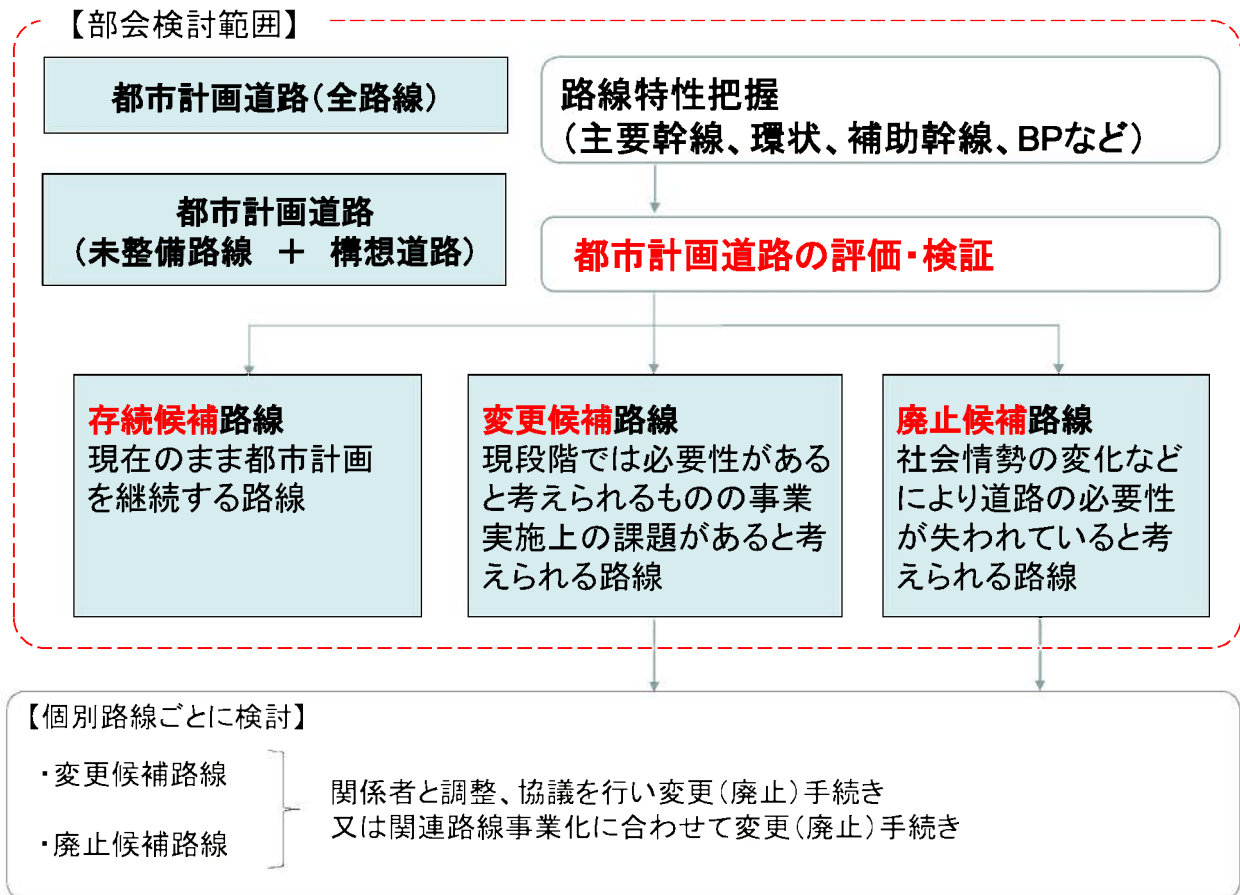 【部会検討範囲】
都市計画道路(全路線)
路線特性把握
(主要幹線、環状、補助幹線、BPなど)
都市計画道路
(未整備路線 + 構想道路)
都市計画道路の評価・検証
存続候補路線
現在のまま都市計画
を継続する路線
変更候補路線
現段階では必要性がある
と考えられるものの事業
実施上の課題があると考
えられる路線
廃止候補路線
社会情勢の変化など
により道路の必要性
が失われていると考
えられる路線
【個別路線ごとに検討】
・変更候補路線
・廃止候補路線
関係者と調整、協議を行い変更(廃止)手続き
又は関連路線事業化に合わせて変更(廃止)手続き